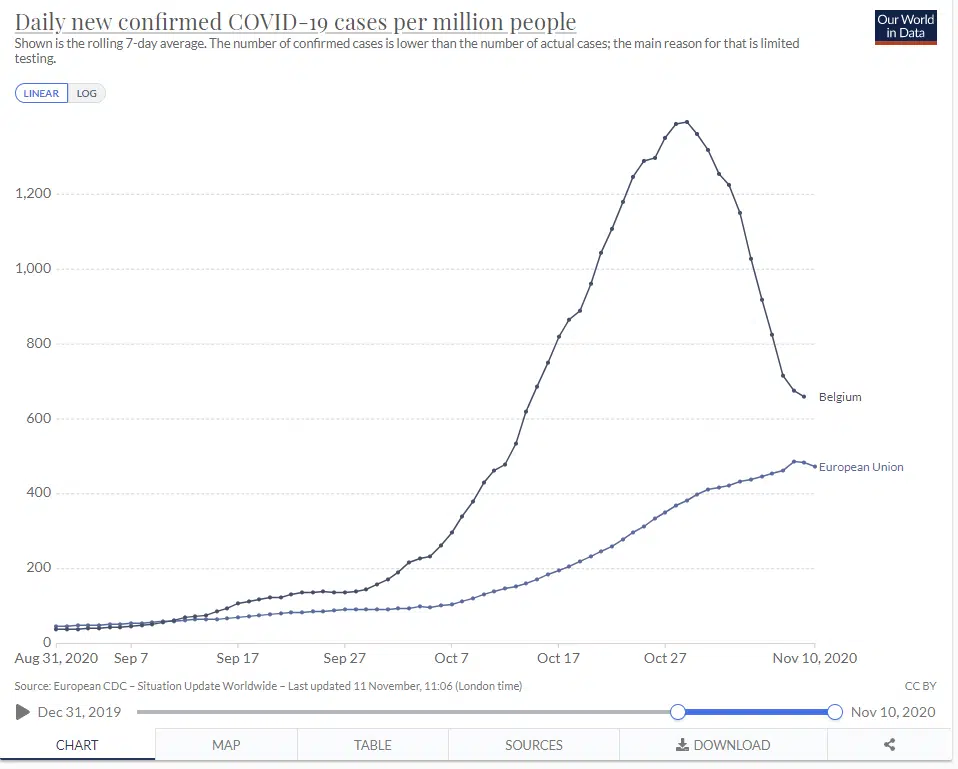 Daily new confirmed COVID-19 cases per million people
Our World
in Data
Shown is the rolling 7-day average. The number of confirmed cases is lower than the number of actual cases; the main reason for that is limited
testing.
LINEAR LOG
1,200
1,000
800
600
400
200
0
Belgium
European Union
Aug 31, 2020 Sep 7 Sep 17 Sep 27 Oct 7 Oct 17 Oct 27 Nov 10, 2020
Source: European CDC – Situation Update Worldwide – Last updated 11 November, 11:06 (London time) CC BY
Dec 31, 2019 Nov 10, 2020
CHART MAP TABLE SOURCES DOWNLOAD